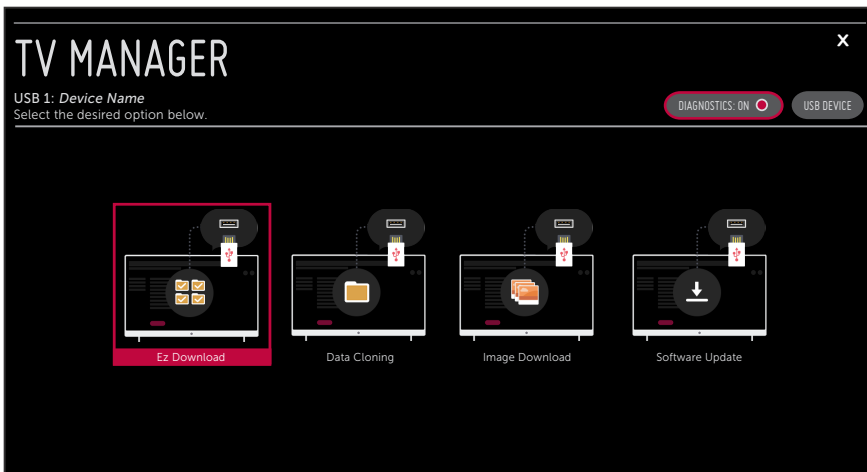 X
TV MANAGER
USB 1: Device Name
Select the desired option below.
DIAGNOSTICS: ON
USB DEVICE
Ez Download
Data Cloning
Image Download
Software Update